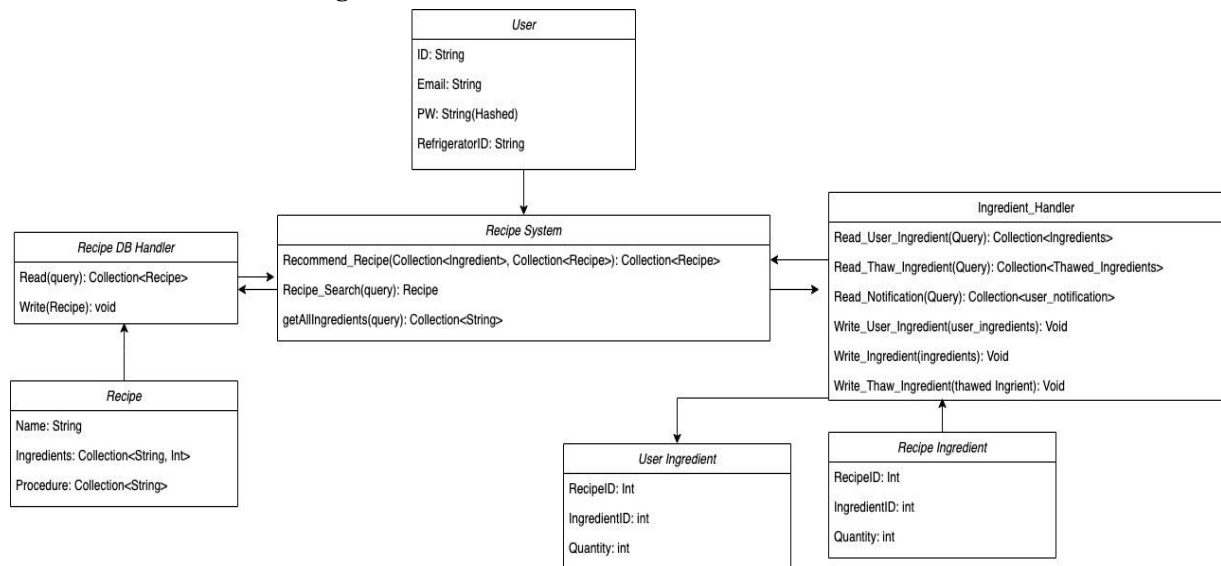 User
ID: String
Email: String
PW: String(Hashed)
RefrigeratorID: String
Recipe DB Handler
Read(query): Collection<Recipe>
Write(Recipe): void
Recipe System
Recommend_Recipe(Collection<Ingredient>, Collection<Recipe>): Collection<Recipe>
Recipe_Search(query): Recipe
getAllIngredients(query): Collection<String>
Ingredient_Handler
Read_User_Ingredient(Query): Collection<Ingredients>
Read_Thaw_Ingredient(Query): Collection<Thawed_Ingredients>
Read_Notification(Query): Collection<user_notification>
Write_User_Ingredient(user_ingredients): Void
Write_Ingredient(ingredients): Void
Write_Thaw_Ingredient(thawed Ingrient): Void
Recipe
Name: String
Ingredients: Collection<String, Int>
Procedure: Collection<String>
User Ingredient
RecipeID: Int
IngredientID: int
Quantity: int
Recipe Ingredient
RecipeID: Int
IngredientID: int
Quantity: int